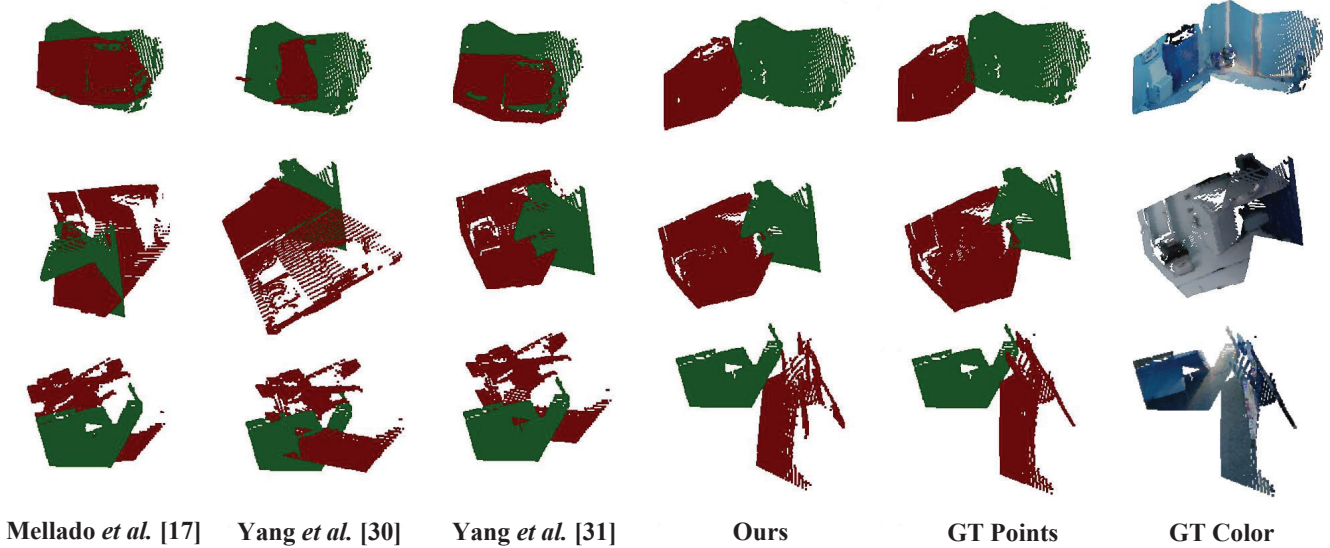 Mellado et al. [17] Yang et al. [30] Yang et al. [31] Ours GT Points GT Color